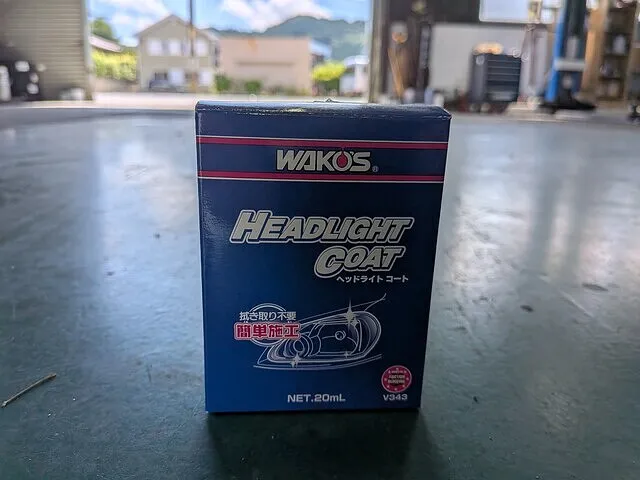 WAKO'S®
HEADLIGHT
COAT
ヘッドライト コート
拭き取り不要
簡単施工
NET.20mL
V343